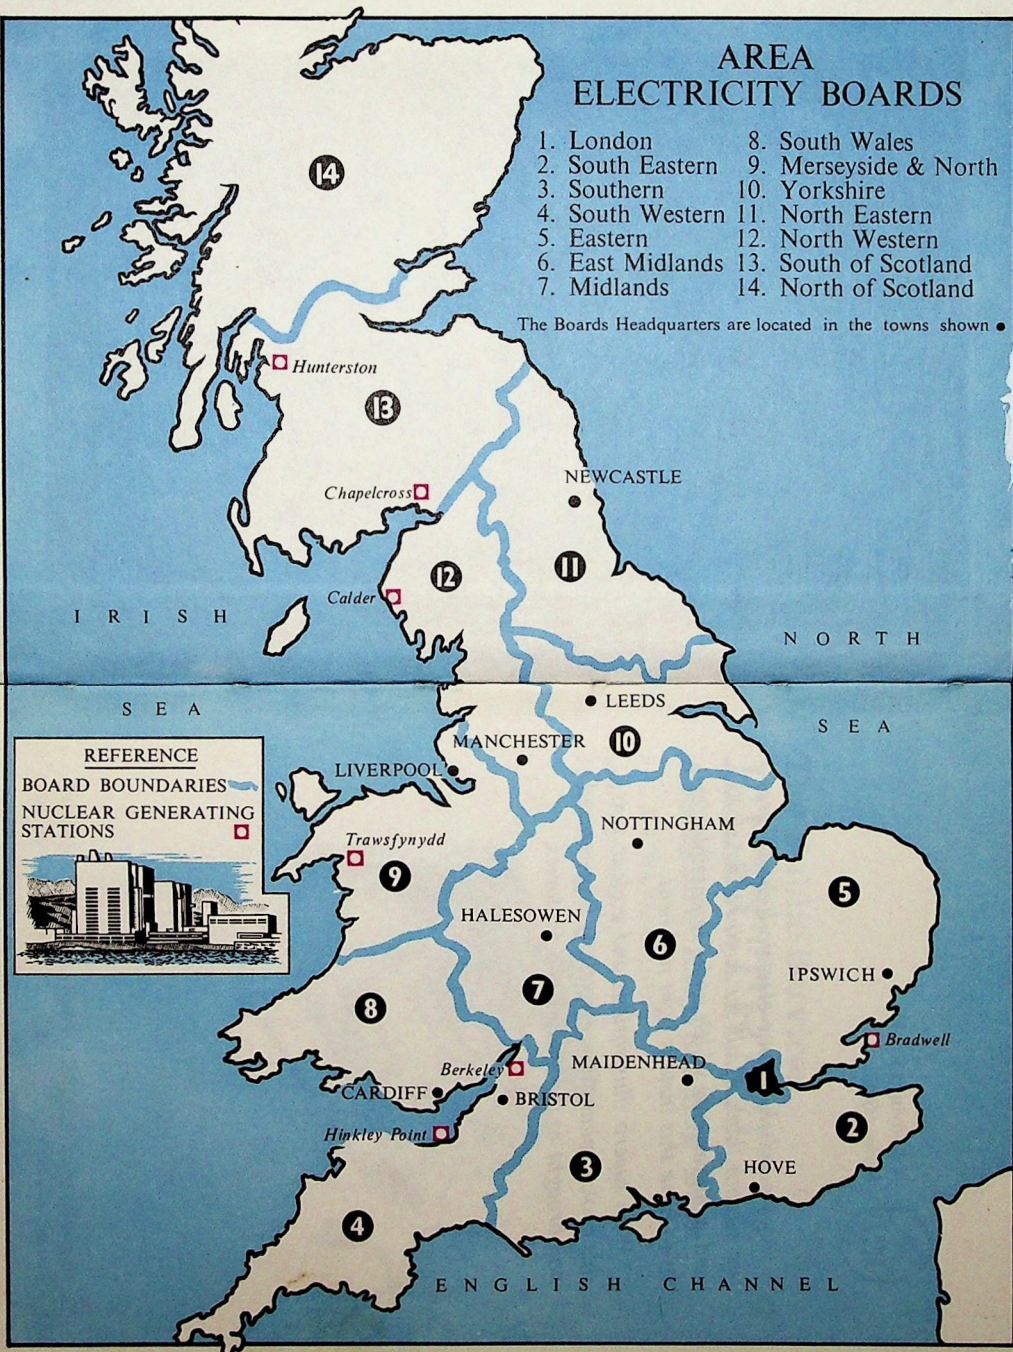 AREA
ELECTRICITY BOARDS
1. London
2. South Eastern
3. Southern
4. South Western
5. Eastern
6. East Midlands
7. Midlands
8. South Wales
9. Merseyside & North
10. Yorkshire
11. North Eastern
12. North Western
13. South of Scotland
14. North of Scotland
The Boards Headquarters are located in the towns shown ●
14
Hunterston
13
NEWCASTLE
Chapelcross
11
12
Calder
IRISH
NORTH
LEEDS
SEA
SEA
MANCHESTER
10
REFERENCE
BOARD BOUNDARIES
NUCLEAR GENERATING
STATIONS
LIVERPOOL
NOTTINGHAM
Trawsfynydd
9
5
HALESOWEN
6
IPSWICH
7
8
Bradwell
MAIDENHEAD
Berkeley
1
CARDIFF
BRISTOL
2
Hinkley Point
3
HOVE
4
ENGLISH CHANNEL